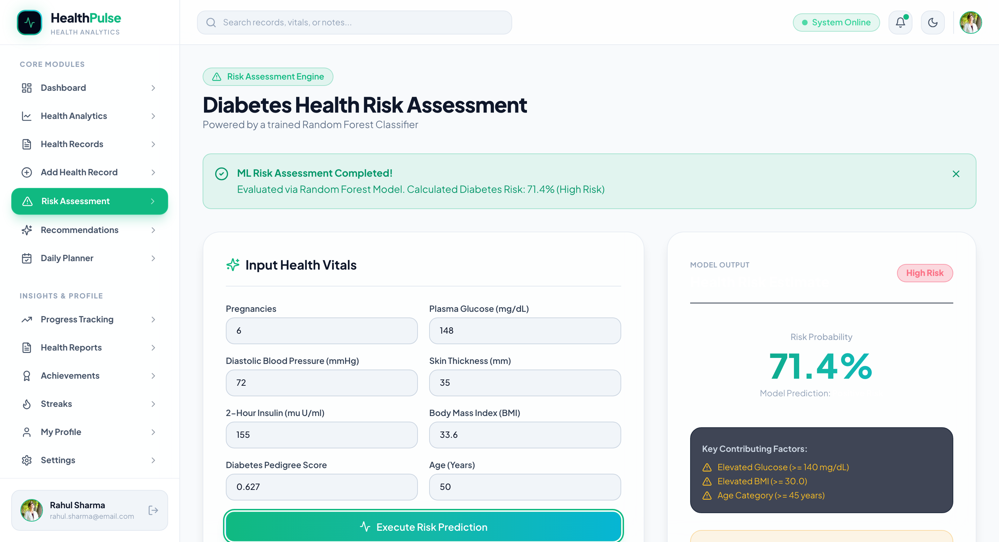 HealthPulse
HEALTH ANALYTICS
Search records, vitals, or notes...
System Online
CORE MODULES
Dashboard
Health Analytics
Health Records
Add Health Record
Risk Assessment
Recommendations
Daily Planner
INSIGHTS & PROFILE
Progress Tracking
Health Reports
Achievements
Streaks
My Profile
Settings
Rahul Sharma
rahul.sharma@email.com
Risk Assessment Engine
Diabetes Health Risk Assessment
Powered by a trained Random Forest Classifier
ML Risk Assessment Completed!
Evaluated via Random Forest Model. Calculated Diabetes Risk: 71.4% (High Risk)
Input Health Vitals
Pregnancies
6
Plasma Glucose (mg/dL)
148
Diastolic Blood Pressure (mmHg)
72
Skin Thickness (mm)
35
2-Hour Insulin (mu U/ml)
155
Body Mass Index (BMI)
33.6
Diabetes Pedigree Score
0.627
Age (Years)
50
Execute Risk Prediction
MODEL OUTPUT
High Risk
Risk Probability
71.4%
Model Prediction:
Key Contributing Factors:
Elevated Glucose (>= 140 mg/dL)
Elevated BMI (>= 30.0)
Age Category (>= 45 years)